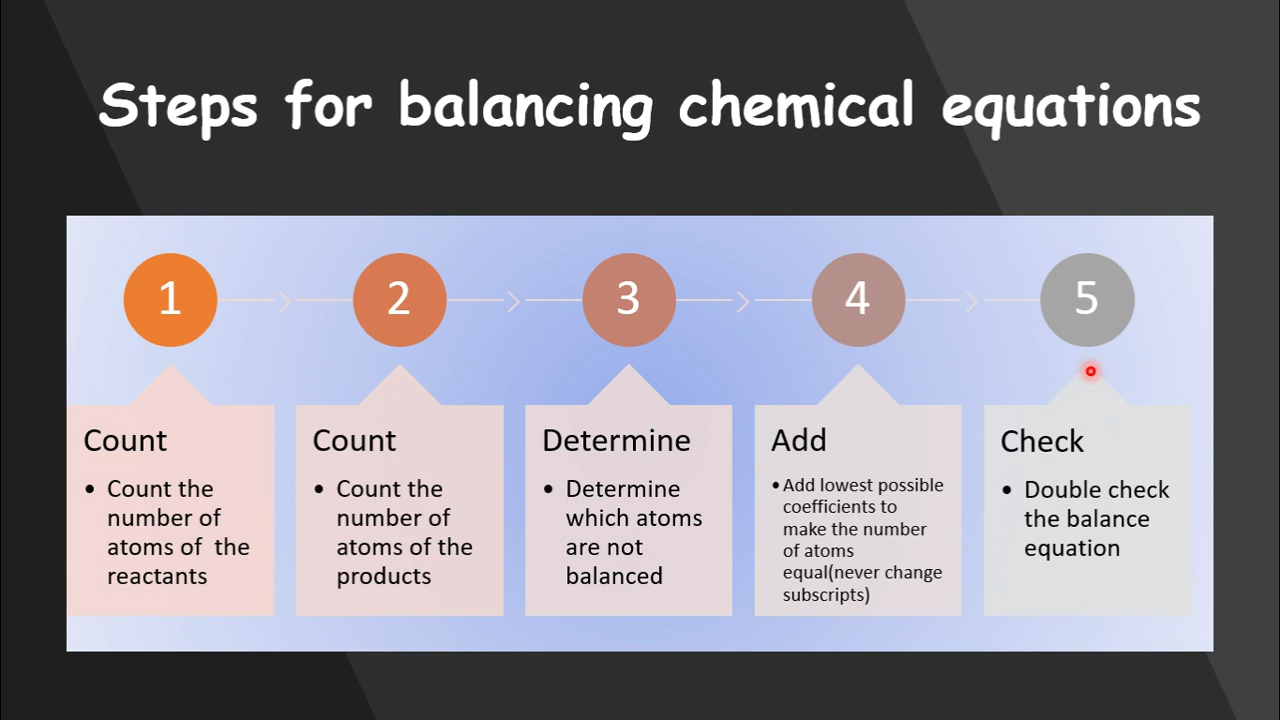 Steps for balancing chemical equations
1
2
3
4
5
Count
• Count the
number of
atoms of  the
reactants
Count
• Count the
number of
atoms of the
products
Determine
• Determine
which atoms
are not
balanced
Add
• Add lowest possible
coefficients to
make the number
of atoms
equal(never change
subscripts)
Check
• Double check
the balance
equation